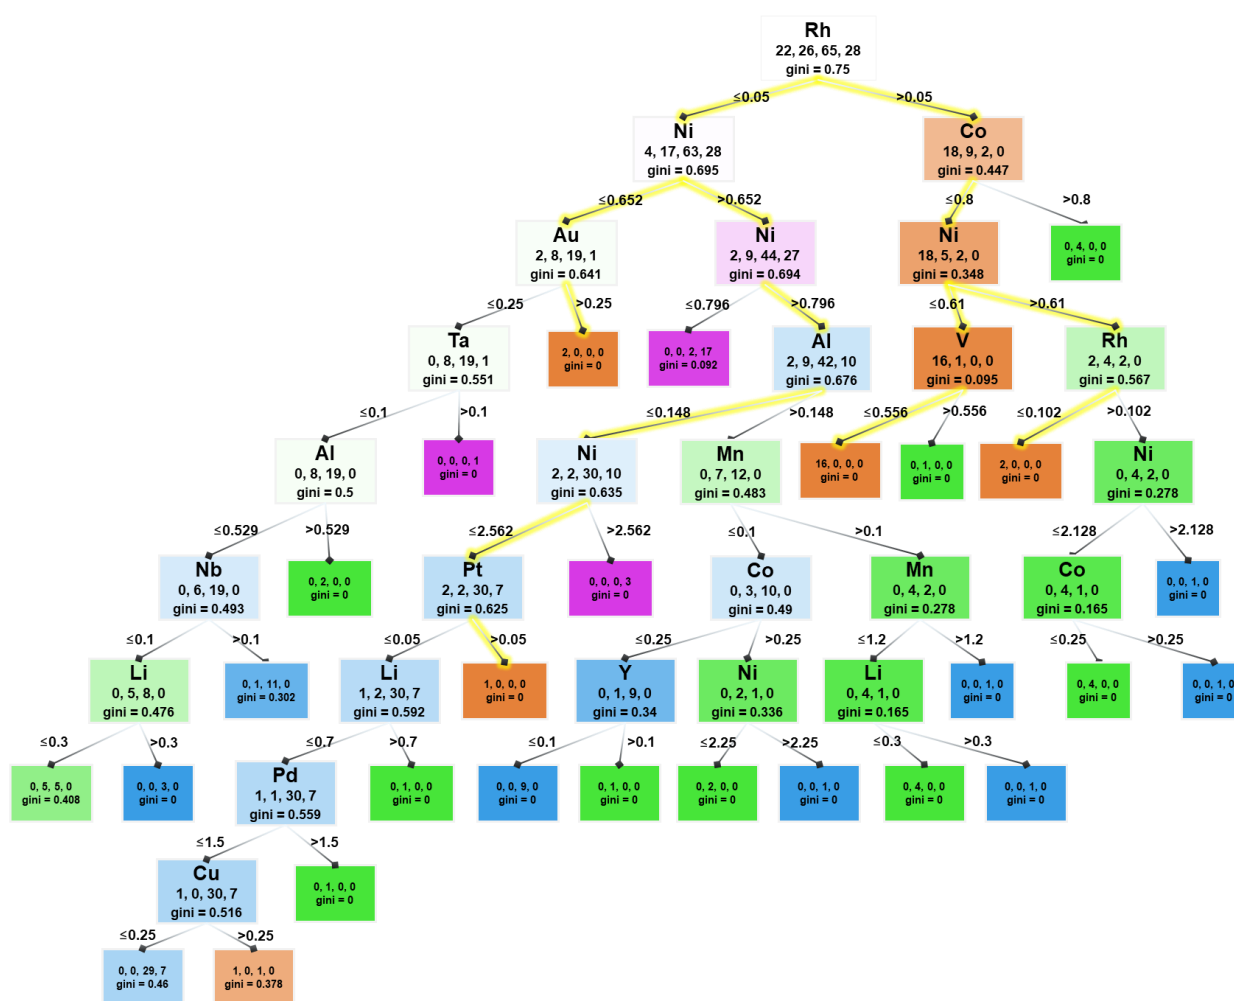 Rh
22, 26, 65, 28
gini = 0.75
≤0.05
>0.05
Ni
4, 17, 63, 28
gini = 0.695
Co
18, 9, 2, 0
gini = 0.447
≤0.652
>0.652
≤0.8
>0.8
Au
2, 8, 19, 1
gini = 0.641
Ni
2, 9, 44, 27
gini = 0.694
Ni
18, 5, 2, 0
gini = 0.348
0, 4, 0, 0
gini = 0
≤0.25
>0.25
≤0.796
>0.796
≤0.61
>0.61
Ta
0, 8, 19, 1
gini = 0.551
2, 0, 0, 0
gini = 0
0, 0, 2, 17
gini = 0.092
Al
2, 9, 42, 10
gini = 0.676
V
16, 1, 0, 0
gini = 0.095
Rh
2, 4, 2, 0
gini = 0.567
≤0.1
>0.1
≤0.148
>0.148
≤0.556
>0.556
≤0.102
>0.102
Al
0, 8, 19, 0
gini = 0.5
0, 0, 0, 1
gini = 0
Ni
2, 2, 30, 10
gini = 0.635
Mn
0, 7, 12, 0
gini = 0.483
16, 0, 0, 0
gini = 0
0, 1, 0, 0
gini = 0
2, 0, 0, 0
gini = 0
Ni
0, 4, 2, 0
gini = 0.278
≤0.529
>0.529
≤2.562
>2.562
≤0.1
>0.1
≤2.128
>2.128
Nb
0, 6, 19, 0
gini = 0.493
0, 2, 0, 0
gini = 0
Pt
2, 2, 30, 7
gini = 0.625
0, 0, 0, 3
gini = 0
Co
0, 3, 10, 0
gini = 0.49
Mn
0, 4, 2, 0
gini = 0.278
Co
0, 4, 1, 0
gini = 0.165
0, 0, 1, 0
gini = 0
≤0.1
>0.1
≤0.05
>0.05
≤0.25
>0.25
≤1.2
>1.2
≤0.25
>0.25
Li
0, 5, 8, 0
gini = 0.476
0, 1, 11, 0
gini = 0.302
Li
1, 2, 30, 7
gini = 0.592
1, 0, 0, 0
gini = 0
Y
0, 1, 9, 0
gini = 0.34
Ni
0, 2, 1, 0
gini = 0.336
Li
0, 4, 1, 0
gini = 0.165
0, 0, 1, 0
gini = 0
0, 4, 0, 0
gini = 0
0, 0, 1, 0
gini = 0
≤0.3
>0.3
≤0.7
>0.7
≤0.1
>0.1
≤2.25
>2.25
≤0.3
>0.3
0, 5, 5, 0
gini = 0.408
0, 0, 3, 0
gini = 0
Pd
1, 1, 30, 7
gini = 0.559
0, 1, 0, 0
gini = 0
0, 0, 9, 0
gini = 0
0, 1, 0, 0
gini = 0
0, 2, 0, 0
gini = 0
0, 0, 1, 0
gini = 0
0, 4, 0, 0
gini = 0
0, 0, 1, 0
gini = 0
≤1.5
>1.5
Cu
1, 0, 30, 7
gini = 0.516
0, 1, 0, 0
gini = 0
≤0.25
>0.25
0, 0, 29, 7
gini = 0.46
1, 0, 1, 0
gini = 0.378